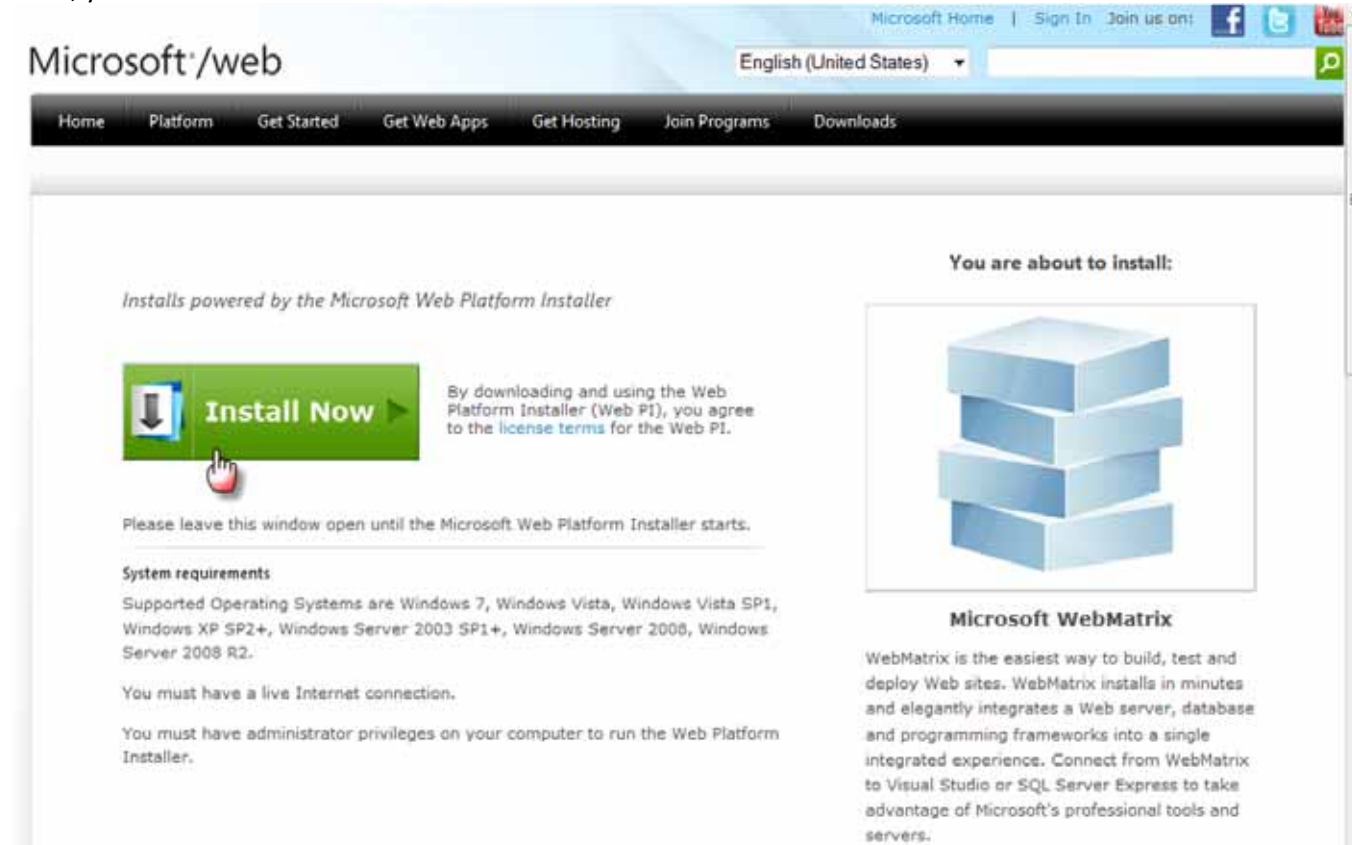 Microsoft Home | Sign In Join us on:
Microsoft /web
English (United States)
Home Platform Get Started Get Web Apps Get Hosting Join Programs Downloads
You are about to install:
Installs powered by the Microsoft Web Platform Installer
Install Now
By downloading and using the Web
Platform Installer (Web PI), you agree
to the license terms for the Web PI.
Please leave this window open until the Microsoft Web Platform Installer starts.
System requirements
Supported Operating Systems are Windows 7, Windows Vista, Windows Vista SP1,
Windows XP SP2+, Windows Server 2003 SP1+, Windows Server 2008, Windows
Server 2008 R2.
You must have a live Internet connection.
You must have administrator privileges on your computer to run the Web Platform
Installer.
Microsoft WebMatrix
WebMatrix is the easiest way to build, test and
deploy Web sites. WebMatrix installs in minutes
and elegantly integrates a Web server, database
and programming frameworks into a single
integrated experience. Connect from WebMatrix
to Visual Studio or SQL Server Express to take
advantage of Microsoft's professional tools and
servers.